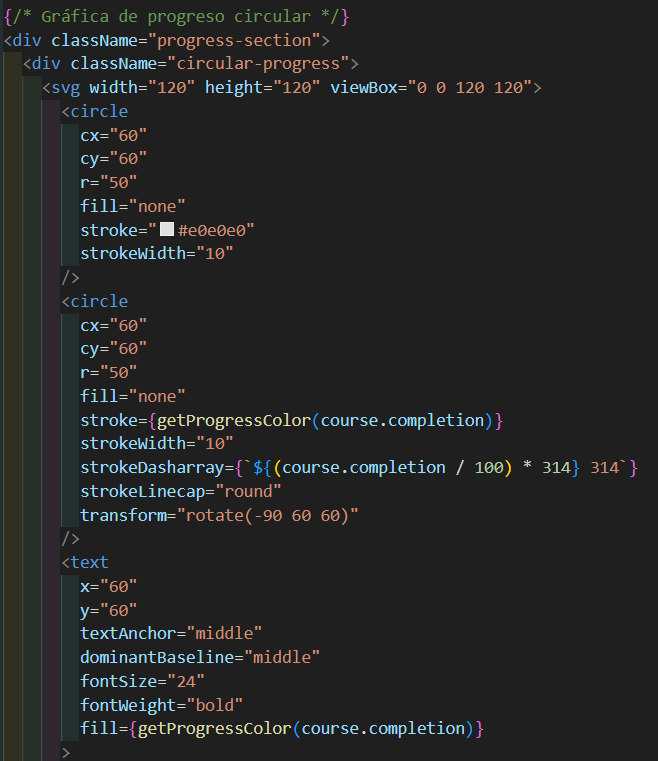 {/* Gráfica de progreso circular */}
<div className="progress-section">
<div className="circular-progress">
<svg width="120" height="120" viewBox="0 0 120 120">
<circle
cx="60"
cy="60"
r="50"
fill="none"
stroke="#e0e0e0"
strokeWidth="10"
/>
<circle
cx="60"
cy="60"
r="50"
fill="none"
stroke={getProgressColor(course.completion)}
strokeWidth="10"
strokeDasharray={`${(course.completion / 100) * 314} 314`}
strokeLinecap="round"
transform="rotate(-90 60 60)"
/>
<text
x="60"
y="60"
textAnchor="middle"
dominantBaseline="middle"
fontSize="24"
fontWeight="bold"
fill={getProgressColor(course.completion)}
>